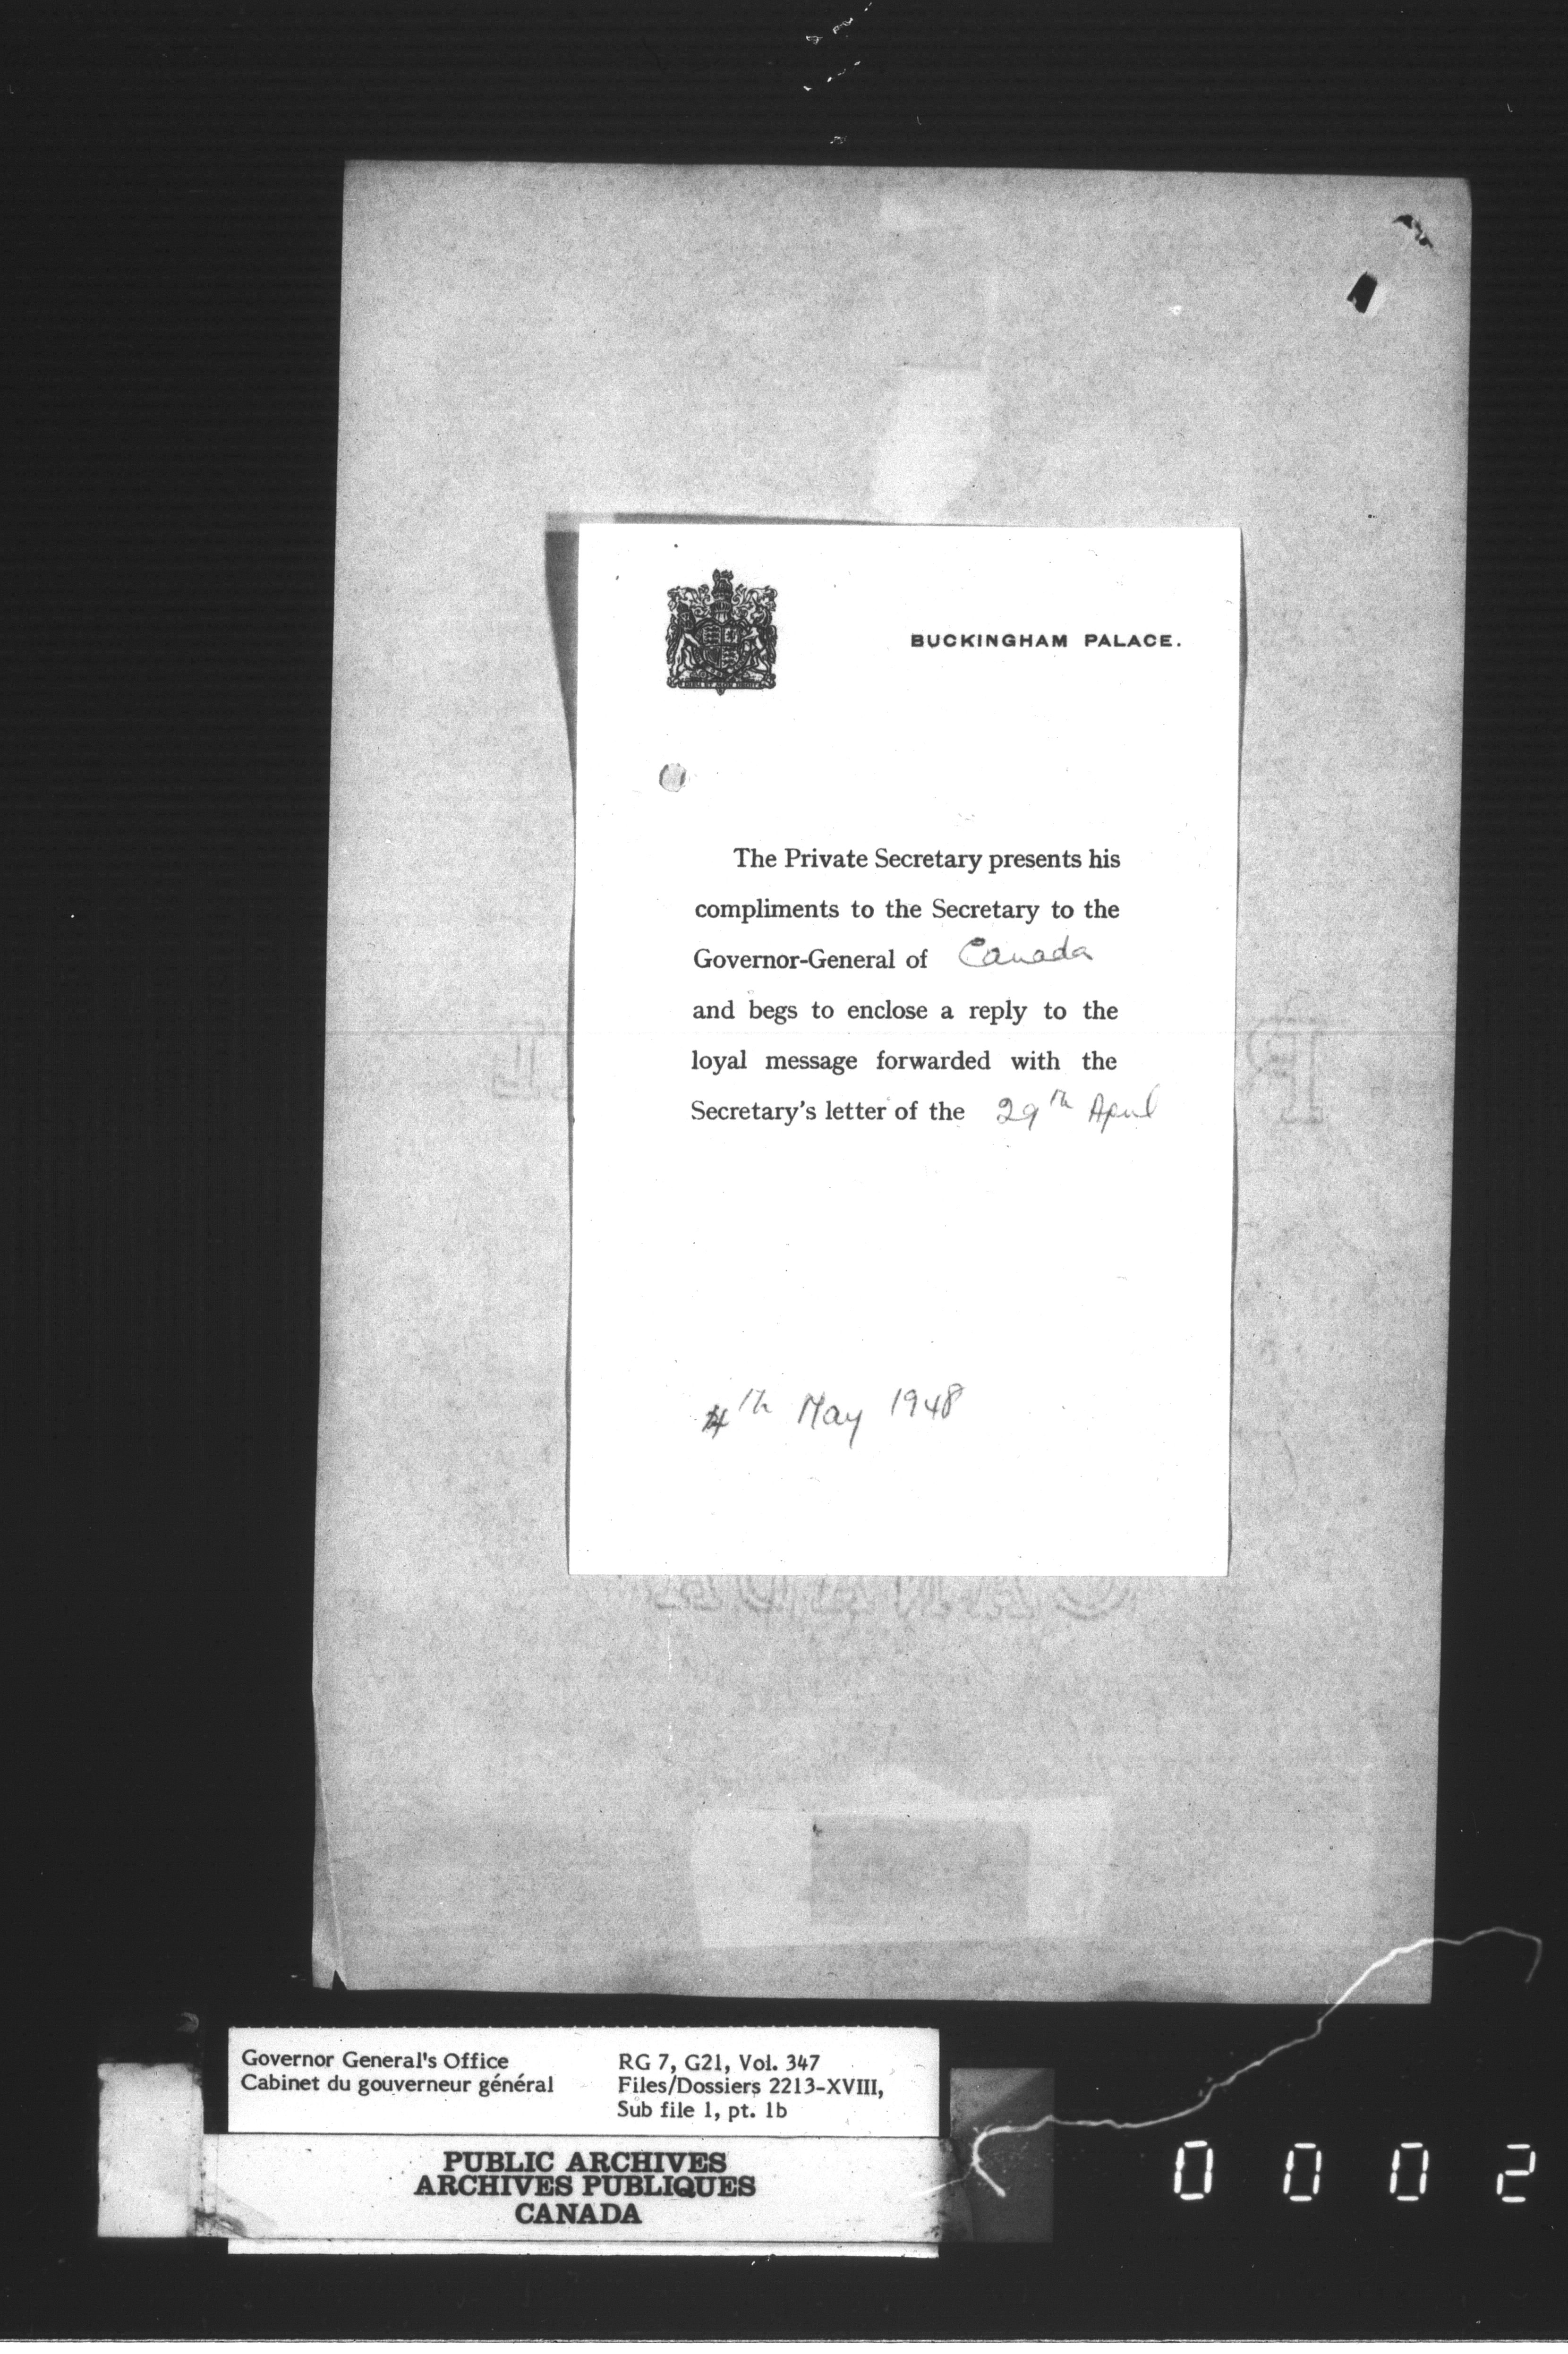 BUCKINGHAM PALACE.
The Private Secretary presents his
compliments to the Secretary to the
Governor-General of Canada
and begs to enclose a reply to the
loyal message forwarded with the
Secretary's letter of the 29th April
4th May 1948
Governor General's Office
Cabinet du gouverneur général
RG 7, G21, Vol. 347
Files/Dossiers 2213-XVIII,
Sub file 1, pt. 1b
PUBLIC ARCHIVES
ARCHIVES PUBLIQUES
CANADA
0002